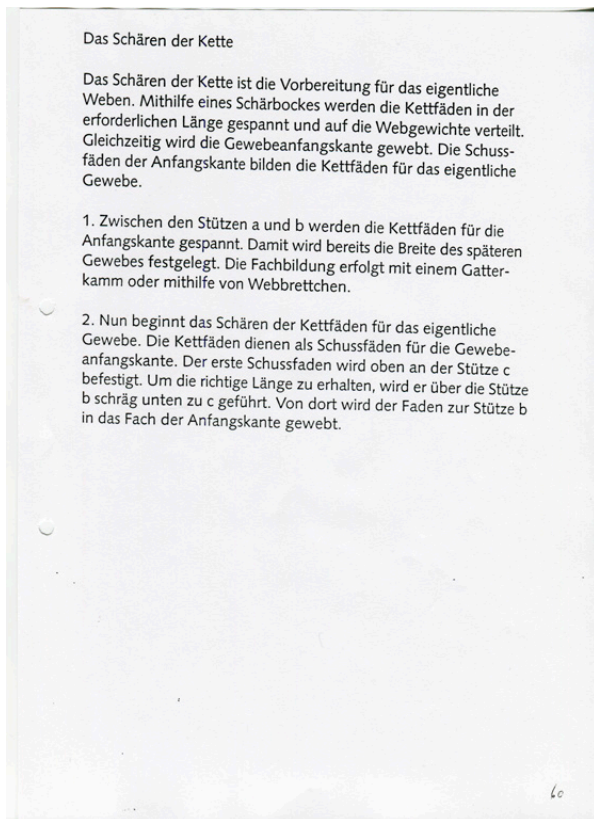 Das Schären der Kette
Das Schären der Kette ist die Vorbereitung für das eigentliche
Weben. Mithilfe eines Schärbockes werden die Kettfäden in der
erforderlichen Länge gespannt und auf die Webgewichte verteilt.
Gleichzeitig wird die Gewebeanfangskante gewebt. Die Schuss-
fäden der Anfangskante bilden die Kettfäden für das eigentliche
Gewebe.
1. Zwischen den Stützen a und b werden die Kettfäden für die
Anfangskante gespannt. Damit wird bereits die Breite des späteren
Gewebes festgelegt. Die Fachbildung erfolgt mit einem Gatter-
kamm oder mithilfe von Webbrettchen.
2. Nun beginnt das Schären der Kettfäden für das eigentliche
Gewebe. Die Kettfäden dienen als Schussfäden für die Gewebe-
anfangskante. Der erste Schussfaden wird oben an der Stütze c
befestigt. Um die richtige Länge zu erhalten, wird er über die Stütze
b schräg unten zu c geführt. Von dort wird der Faden zur Stütze b
in das Fach der Anfangskante gewebt.
60